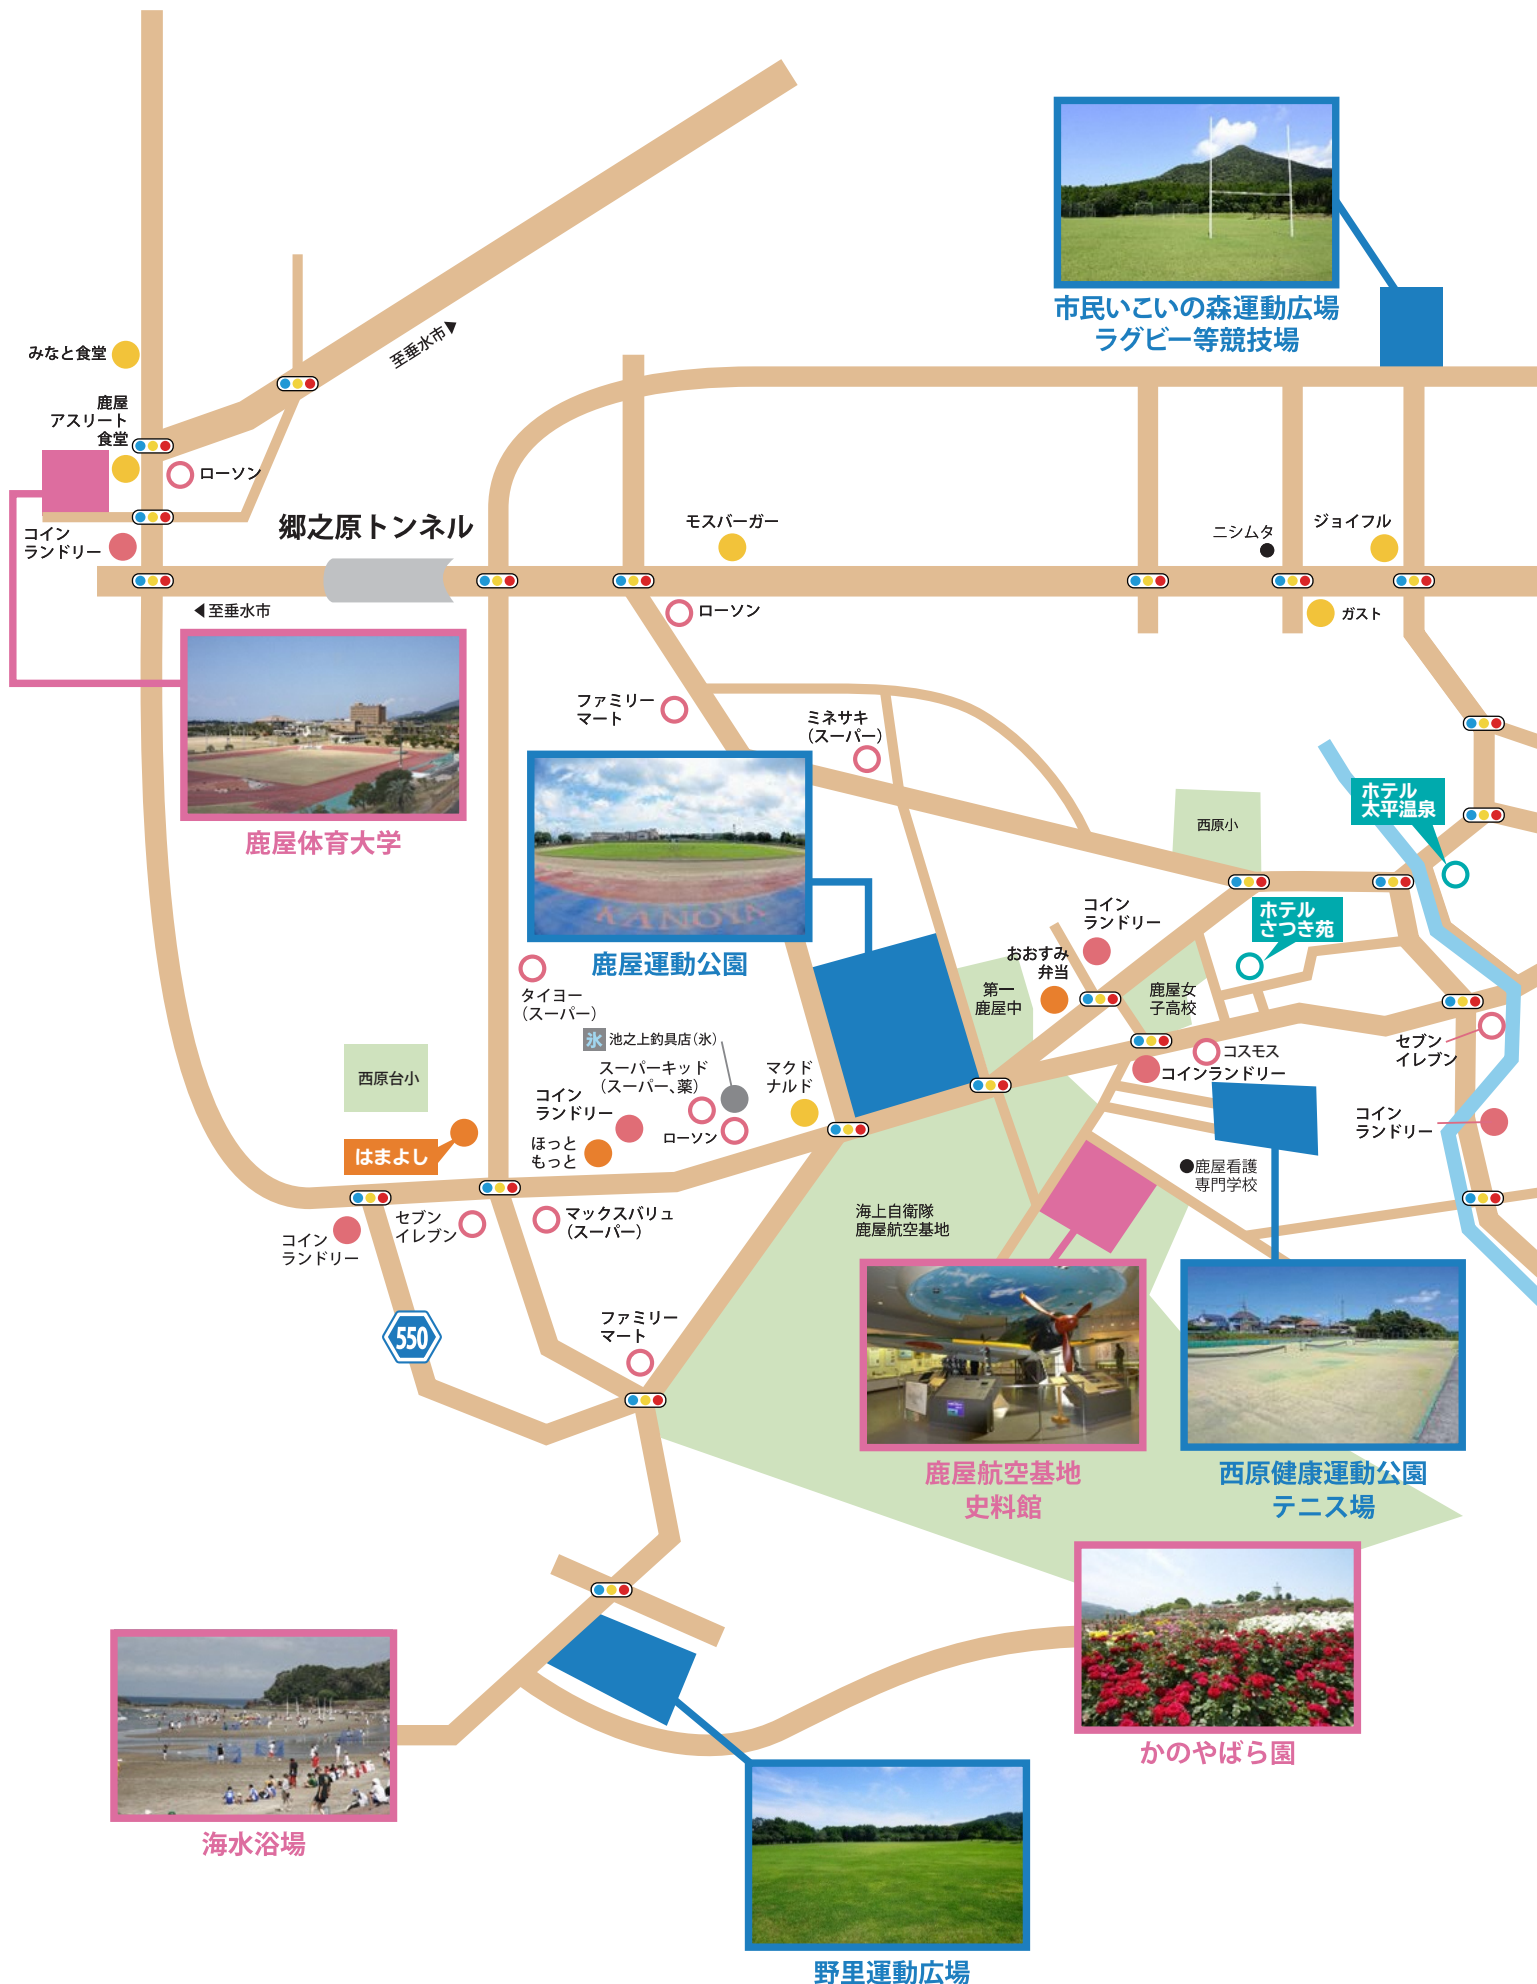 市民いこいの森運動広場
ラグビー等競技場
みなと食堂
至垂水市▶
鹿屋
アスリート
食堂
ローソン
郷之原トンネル
コイン
ランドリー
モスバーガー
ニシムタ
ジョイフル
◀至垂水市
ローソン
ガスト
ファミリー
マート
ミネサキ
(スーパー)
鹿屋体育大学
西原小
ホテル
太平温泉
KANOYA
鹿屋運動公園
コイン
ランドリー
ホテル
さつき苑
おおすみ
弁当
タイヨー
(スーパー)
第一
鹿屋中
鹿屋女
子高校
氷 池之上釣具店(氷)
セブン
イレブン
コスモス
コインランドリー
西原台小
スーパーキッド
(スーパー、薬)
マクド
ナルド
コイン
ランドリー
ローソン
コイン
ランドリー
ほっと
もっと
はまよし
鹿屋看護
専門学校
海上自衛隊
鹿屋航空基地
セブン
イレブン
マックスバリュ
(スーパー)
コイン
ランドリー
550
ファミリー
マート
鹿屋航空基地
史料館
西原健康運動公園
テニス場
かのやばら園
海水浴場
野里運動広場